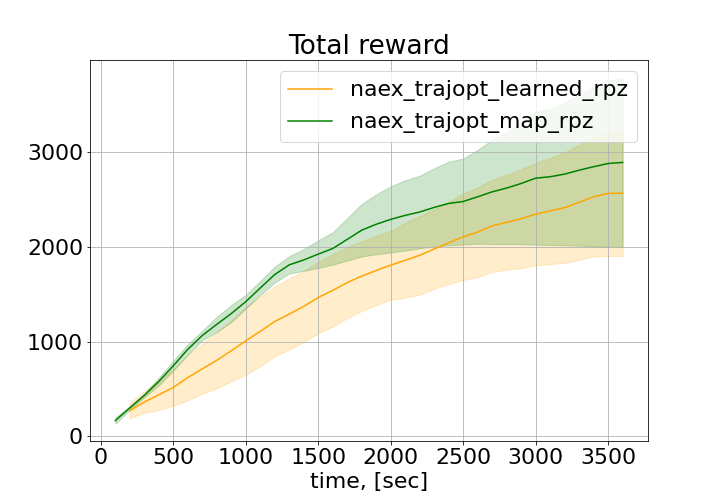 Total reward
naex_trajopt_learned_rpz
naex_trajopt_map_rpz
3000
2000
1000
0
0 500 1000 1500 2000 2500 3000 3500
time, [sec]